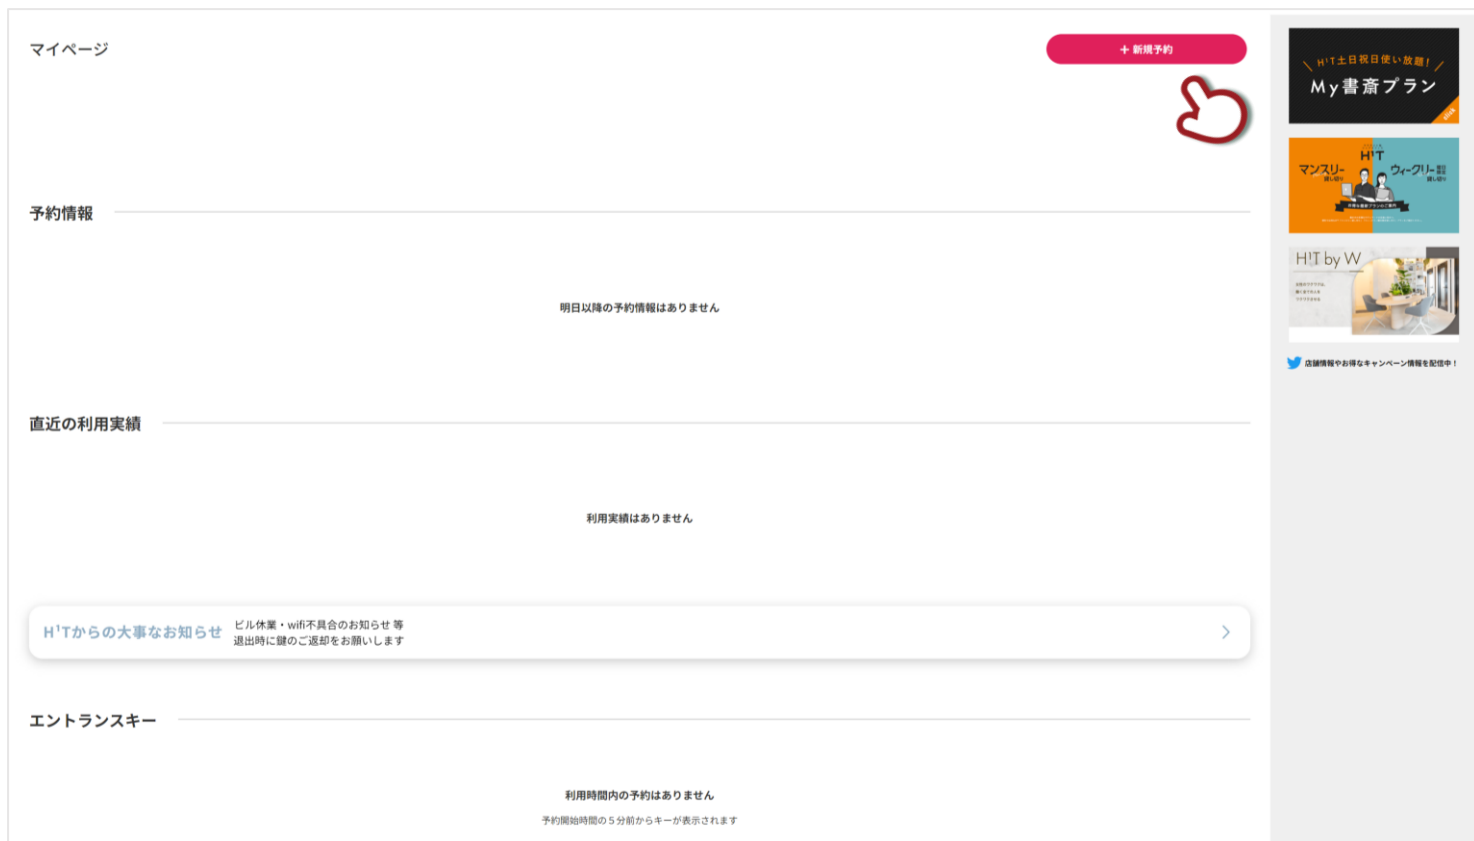 マイページ
＋ 新規予約
予約情報
明日以降の予約情報はありません
直近の利用実績
利用実績はありません
H¹Tからの大事なお知らせ
ビル休業・wifi不具合のお知らせ 等
退出時に鍵のご返却をお願いします
エントランスキー
利用時間内の予約はありません
予約開始時間の５分前からキーが表示されます
H¹T土日祝日使い放題！
My書斎プラン
click
H¹T
マンスリー
貸し切り
ウィークリー
貸し切り
H¹T by W
店舗情報やお得なキャンペーン情報を配信中！